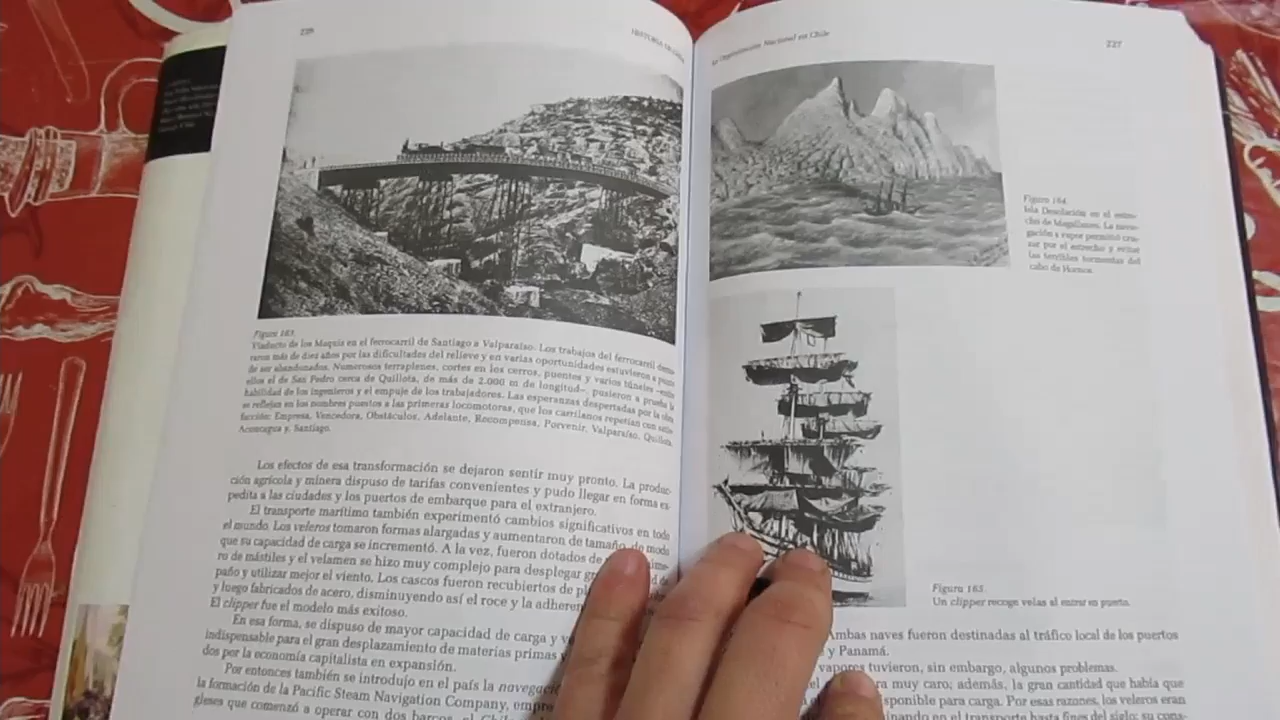 226
HISTORIA DE CHILE
Figura 163.
Viaducto de los Maquis en el ferrocarril de Santiago a Valparaíso. Los trabajos del ferrocarril
raron más de diez años por las dificultades del relieve y en varias oportunidades estuvieron a punto
de ser abandonados. Numerosos terraplenes, cortes en los cerros, puentes y varios túneles
ellos el de San Pedro cerca de Quillota, de más de 2.000 m de longitud–, pusieron a prueba la
habilidad de los ingenieros y el empuje de los trabajadores. Las esperanzas despertadas por la obra
se reflejan en los nombres puestos a las primeras locomotoras, que los carrilanos repetían con satis-
facción: Empresa, Vencedora, Obstáculor, Adelante, Recompensa, Porvenir, Valparaíso, Quillota,
Aconcagua y, Santiago.
Los efectos de esa transformación se dejaron sentir muy pronto. La produc-
ción agrícola y minera dispuso de tarifas convenientes y pudo llegar en forma ex-
pedita a las ciudades y los puertos de embarque para el extranjero.
El transporte marítimo también experimentó cambios significativos en todo
el mundo. Los veleros tomaron formas alargadas y aumentaron de tamaño, de modo
que su capacidad de carga se incrementó. A la vez, fueron dotados de
ro de mástiles y el velamen se hizo muy complejo para desplegar
paño y utilizar mejor el viento. Los cascos fueron recubiertos de
y luego fabricados de acero, disminuyendo así el roce y la
El clipper fue el modelo más exitoso.
En esa forma, se dispuso de mayor capacidad de carga y
indispensable para el gran desplazamiento de materias primas
dos por la economía capitalista en expansión.
Por entonces también se introdujo en el país la
la formación de la Pacific Steam Navigation Company,
gleses que comenzó a operar con dos barcos, el
La Organización Nacional en Chile
227
Figura 164.
Isla Desolación en el estre-
cho de Magallanes. La nave-
gación a vapor permitió cru-
zar por el estrecho y evitar
las terribles tormentas del
cabo de Hornos.
Figura 165.
Un clipper recoge velas al entrar en puerto.
Ambas naves fueron destinadas al tráfico local de los puertos
y Panamá.
vapores tuvieron, sin embargo, algunos problemas.
muy caro; además, la gran cantidad que había que
para carga. Por esas razones, los veleros eran
en el transporte hasta fines del siglo; su